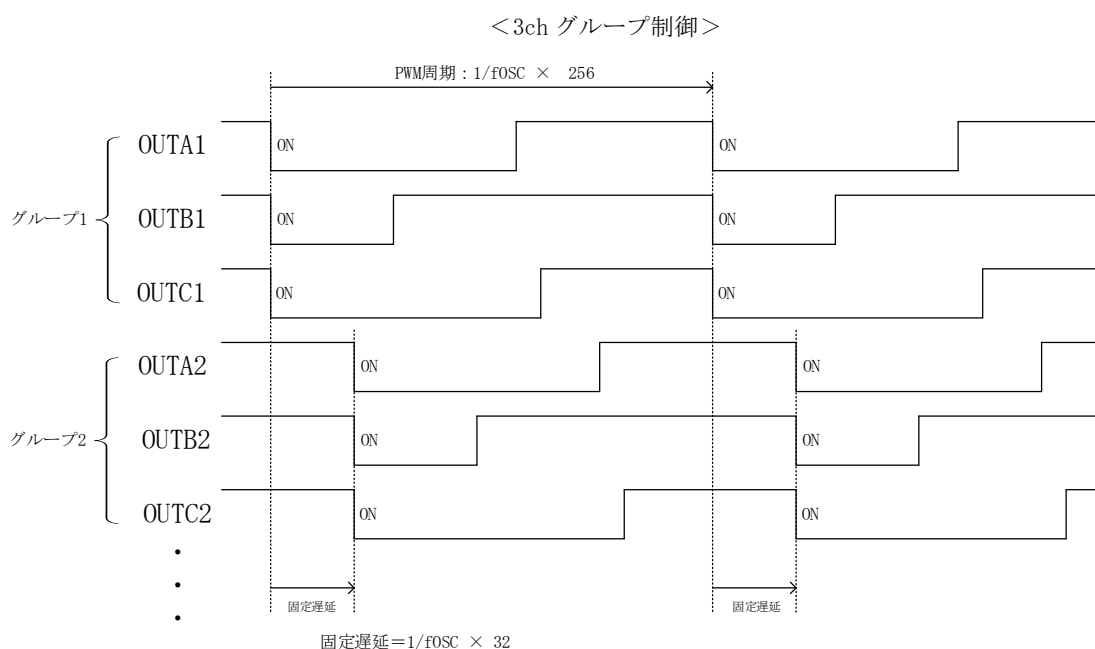 ＜3ch グループ制御＞
PWM周期：1/fOSC × 256
OUTA1 ON ON
グループ1 OUTB1 ON ON
OUTC1 ON ON
OUTA2 ON ON
グループ2 OUTB2 ON ON
OUTC2 ON ON
固定遅延 固定遅延
固定遅延＝1/fOSC × 32